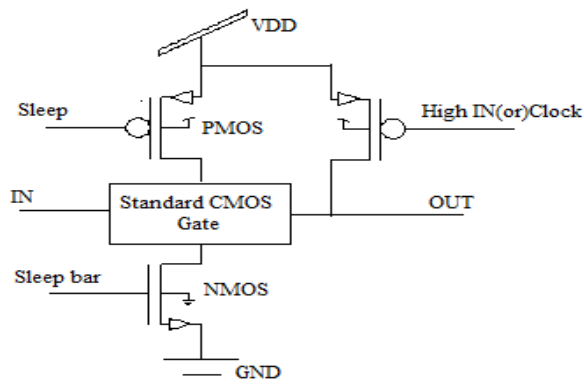 VDD
Sleep
PMOS
High IN(or)Clock
IN
Standard CMOS
Gate
OUT
Sleep bar
NMOS
GND